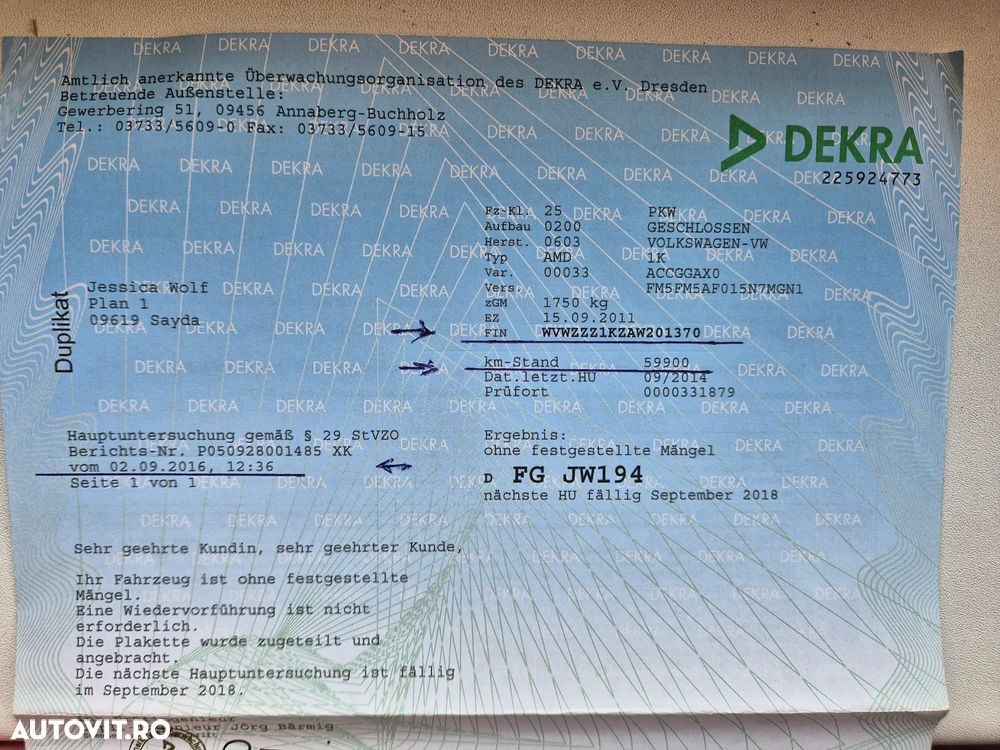 Amtlich anerkannte Überwachungsorganisation des DEKRA e.V. Dresden
Betreuende Außenstelle:
Gewerbering 51, 09456 Annaberg-Buchholz
Tel.: 03733/5609-0 Fax: 03733/5609-15
DEKRA
225924773
Fz-Kl. 25 PKW
Aufbau 0200 GESCHLOSSEN
Herst. 0603 VOLKSWAGEN-VW
Typ AMD 1K
Var. 00033 ACCGGAX0
Vers. FM5FM5AF015N7MGN1
zGM 1750 kg
EZ 15.09.2011
FIN WVWZZZ1KZAW201370
km-Stand 59900
Dat.letzt.HU 09/2014
Prüfort 0000331879
Duplikat
Jessica Wolf
Plan 1
09619 Sayda
Hauptuntersuchung gemäß § 29 StVZO
Berichts-Nr. P050928001485 XK
vom 02.09.2016, 12:36
Seite 1 von 1
Ergebnis:
ohne festgestellte Mängel
D FG JW194
nächste HU fällig September 2018
Sehr geehrte Kundin, sehr geehrter Kunde,
Ihr Fahrzeug ist ohne festgestellte
Mängel.
Eine Wiedervorführung ist nicht
erforderlich.
Die Plakette wurde zugeteilt und
angebracht.
Die nächste Hauptuntersuchung ist fällig
im September 2018.
Jörg Bärmig
AUTOVIT.RO